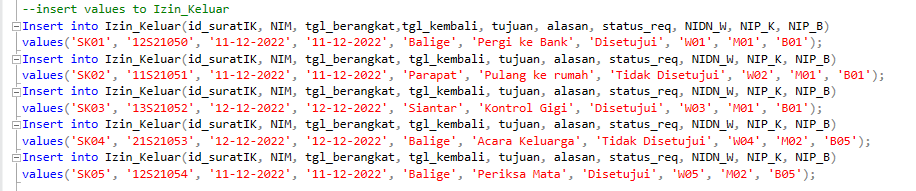 --insert values to Izin_Keluar
Insert into Izin_Keluar(id_suratIK, NIM, tgl_berangkat,tgl_kembali, tujuan, alasan, status_req, NIDN_W, NIP_K, NIP_B)
values('SK01', '12S21050', '11-12-2022', '11-12-2022', 'Balige', 'Pergi ke Bank', 'Disetujui', 'W01', 'M01', 'B01');
Insert into Izin_Keluar(id_suratIK, NIM, tgl_berangkat, tgl_kembali, tujuan, alasan, status_req, NIDN_W, NIP_K, NIP_B)
values('SK02', '11S21051', '11-12-2022', '11-12-2022', 'Parapat', 'Pulang ke rumah', 'Tidak Disetujui', 'W02', 'M01', 'B01');
Insert into Izin_Keluar(id_suratIK, NIM, tgl_berangkat, tgl_kembali, tujuan, alasan, status_req, NIDN_W, NIP_K, NIP_B)
values('SK03', '13S21052', '12-12-2022', '12-12-2022', 'Siantar', 'Kontrol Gigi', 'Disetujui', 'W03', 'M01', 'B01');
Insert into Izin_Keluar(id_suratIK, NIM, tgl_berangkat, tgl_kembali, tujuan, alasan, status_req, NIDN_W, NIP_K, NIP_B)
values('SK04', '21S21053', '12-12-2022', '12-12-2022', 'Balige', 'Acara Keluarga', 'Tidak Disetujui', 'W04', 'M02', 'B05');
Insert into Izin_Keluar(id_suratIK, NIM, tgl_berangkat, tgl_kembali, tujuan, alasan, status_req, NIDN_W, NIP_K, NIP_B)
values('SK05', '12S21054', '11-12-2022', '11-12-2022', 'Balige', 'Periksa Mata', 'Disetujui', 'W05', 'M02', 'B05');